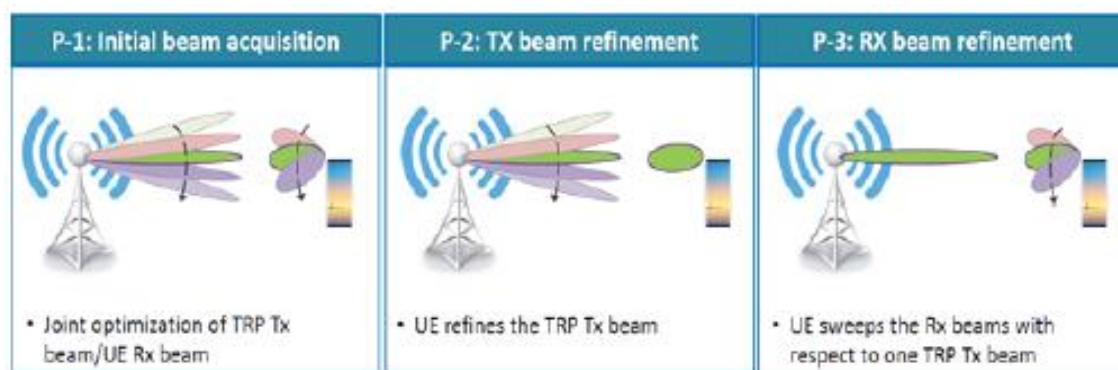 P-1: Initial beam acquisition
• Joint optimization of TRP Tx
beam/UE Rx beam
P-2: TX beam refinement
• UE refines the TRP Tx beam
P-3: RX beam refinement
• UE sweeps the Rx beams with
respect to one TRP Tx beam